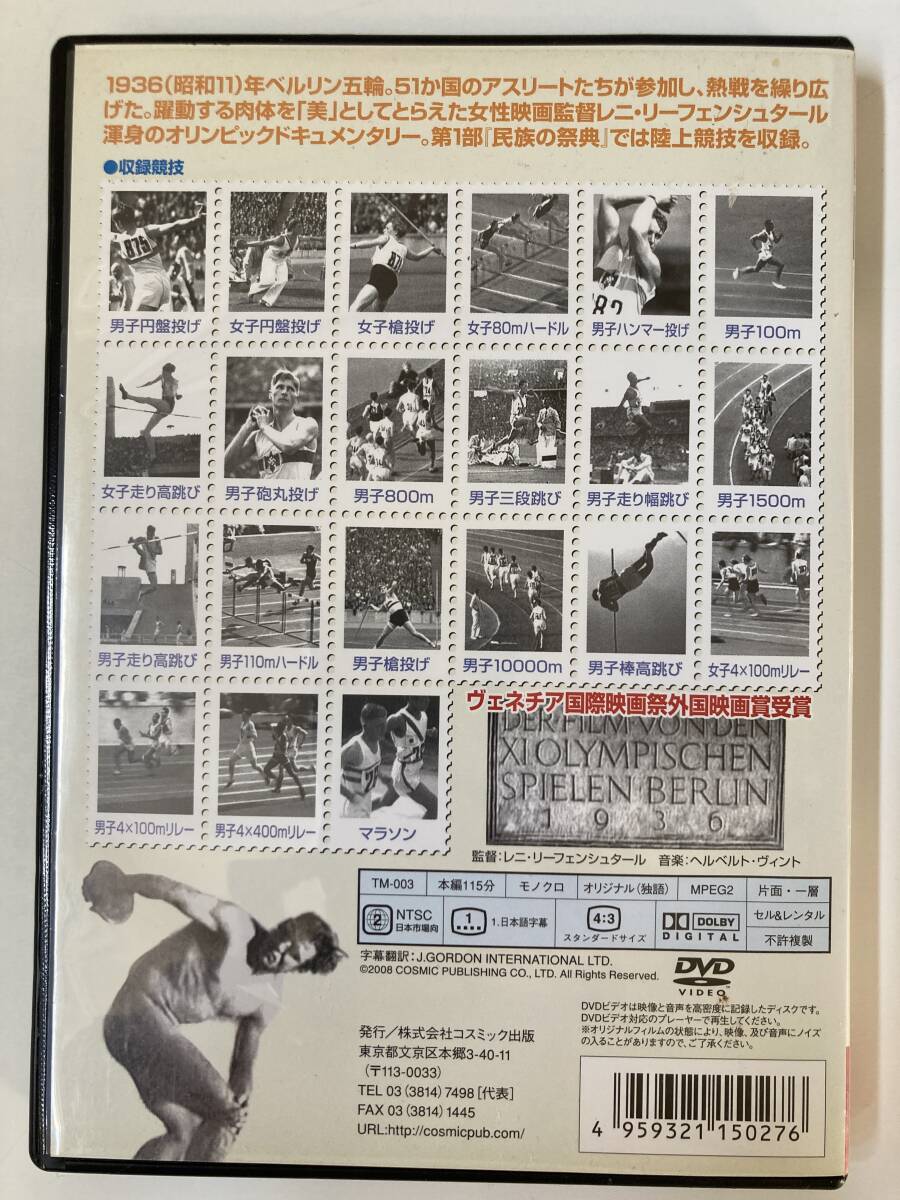 1936(昭和11)年ベルリン五輪。51か国のアスリートたちが参加し、熱戦を繰り広
げた。躍動する肉体を「美」としてとらえた女性映画監督レニ・リーフェンシュタール
渾身のオリンピックドキュメンタリー。第1部『民族の祭典』では陸上競技を収録。
●収録競技
875
82
男子円盤投げ 女子円盤投げ 女子槍投げ 女子80mハードル 男子ハンマー投げ 男子100m
女子走り高跳び 男子砲丸投げ 男子800m 男子三段跳び 男子走り幅跳び 男子1500m
男子走り高跳び 男子110mハードル 男子槍投げ 男子10000m 男子棒高跳び 女子4×100mリレー
ヴェネチア国際映画祭外国映画賞受賞
DER FILM VON DEN
XI OLYMPISCHEN
SPIELEN BERLIN
1936
男子4×100mリレー 男子4×400mリレー マラソン
監督:レニ・リーフェンシュタール 音楽:ヘルベルト・ヴィント
TM-003 本編115分 モノクロ オリジナル(独語) MPEG2 片面・一層
2 NTSC 日本市場向 1 1.日本語字幕 4:3 スタンダードサイズ DOLBY DIGITAL セル&レンタル
不許複製
字幕翻訳:J.GORDON INTERNATIONAL LTD.
©2008 COSMIC PUBLISHING CO., LTD. All Rights Reserved.
DVD VIDEO
DVDビデオは映像と音声を高密度に記録したディスクです。
DVDビデオ対応のプレーヤーで再生してください。
※オリジナルフィルムの状態により、映像、及び音声にノイズ
の入ることがありますので、ご了承ください。
発行/株式会社コスミック出版
東京都文京区本郷3-40-11
(〒113-0033)
TEL 03(3814)7498[代表]
FAX 03(3814)1445
URL:http://cosmicpub.com/
4 959321 150276